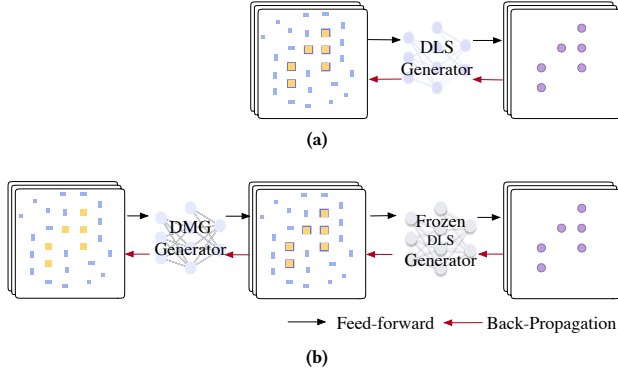 DLS
Generator
(a)
DMG
Generator
Frozen
DLS
Generator
Feed-forward
Back-Propagation
(b)